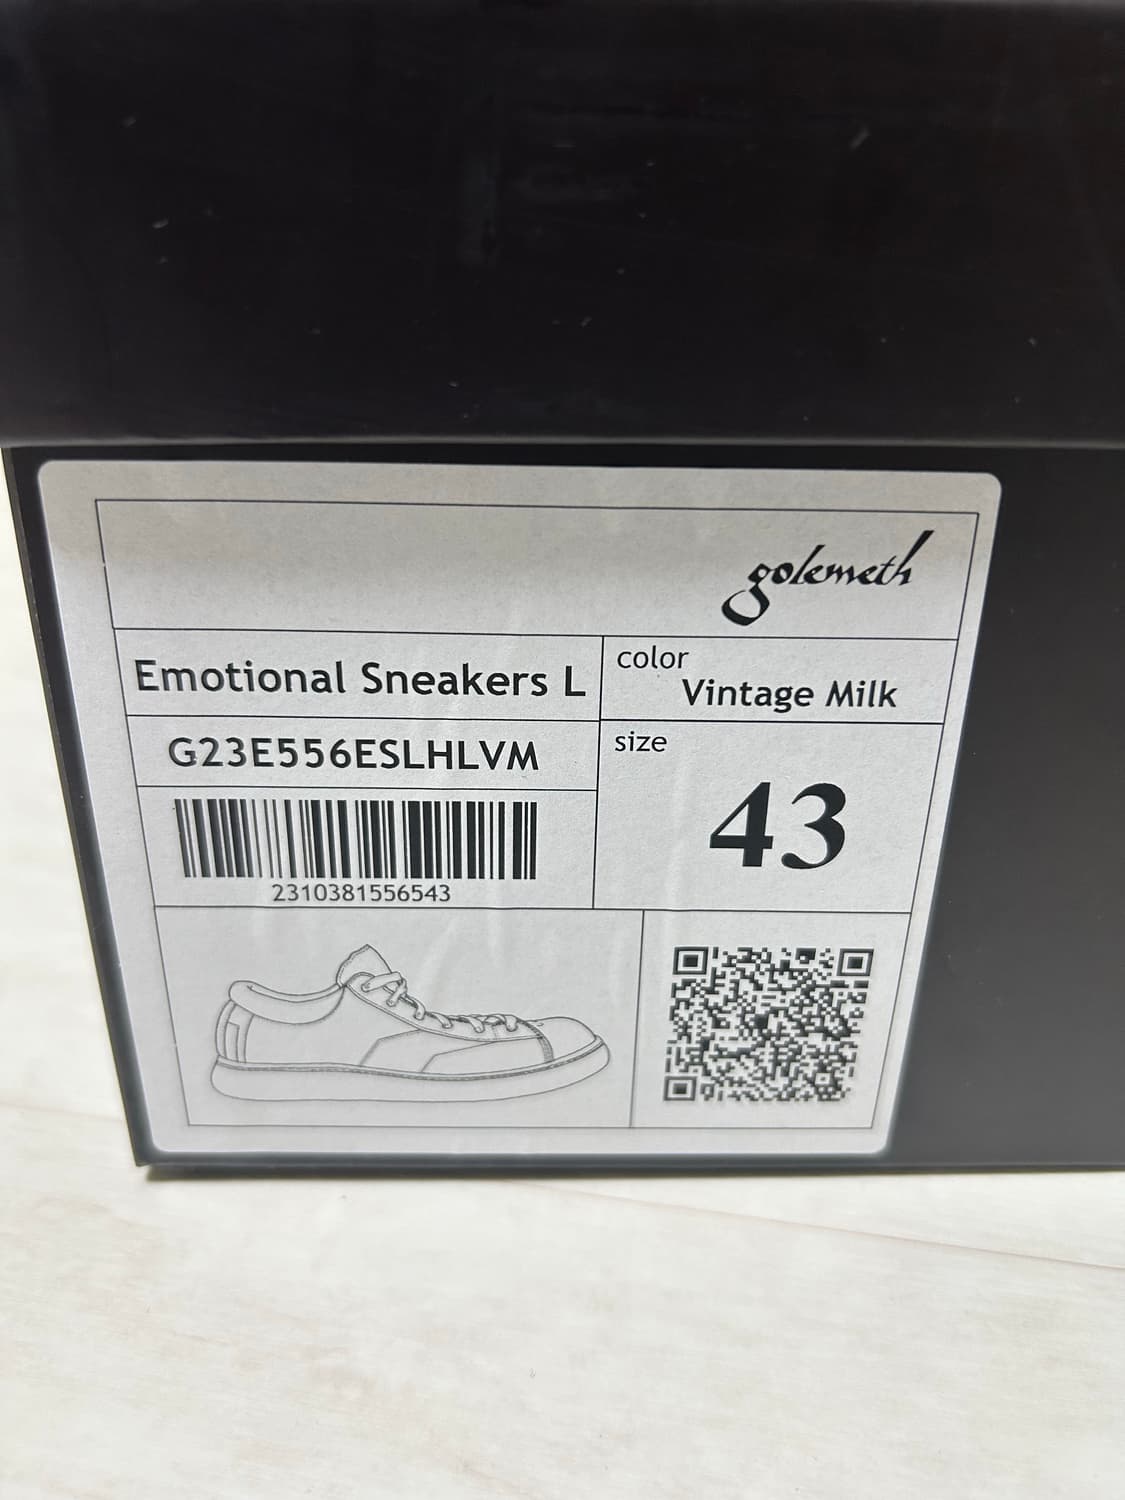 golemeth
Emotional Sneakers L
color
Vintage Milk
G23E556ESLHLVM
size
43
2310381556543